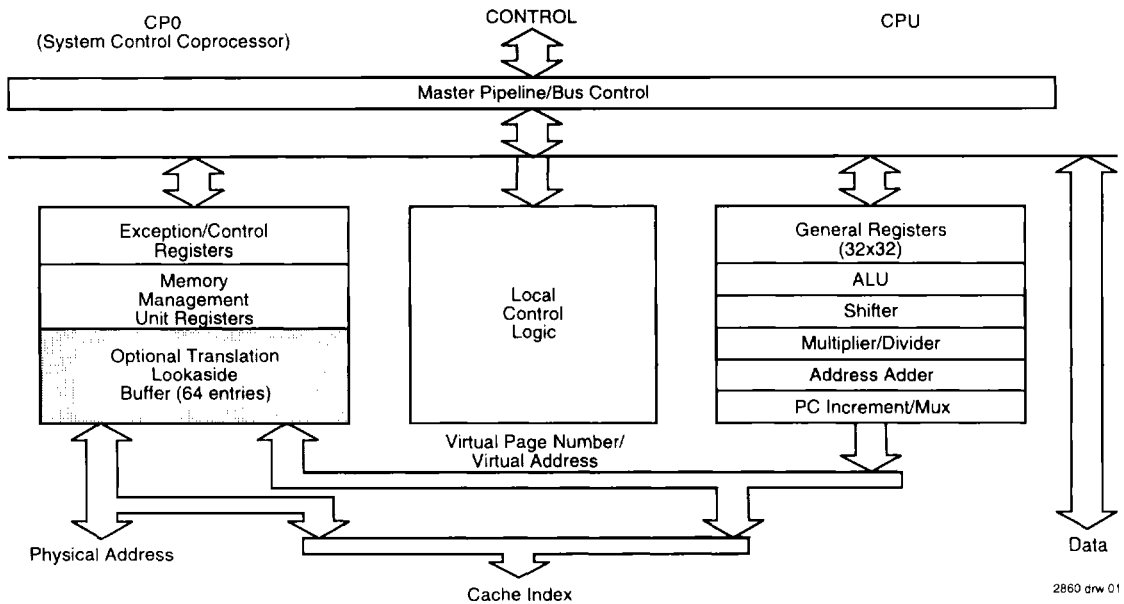 CP0
(System Control Coprocessor)
CONTROL
CPU
Master Pipeline/Bus Control
Exception/Control
Registers
Memory
Management
Unit Registers
Optional Translation
Lookaside
Buffer (64 entries)
Local
Control
Logic
General Registers
(32x32)
ALU
Shifter
Multiplier/Divider
Address Adder
PC Increment/Mux
Virtual Page Number/
Virtual Address
Physical Address
Cache Index
Data
2860 drw 01